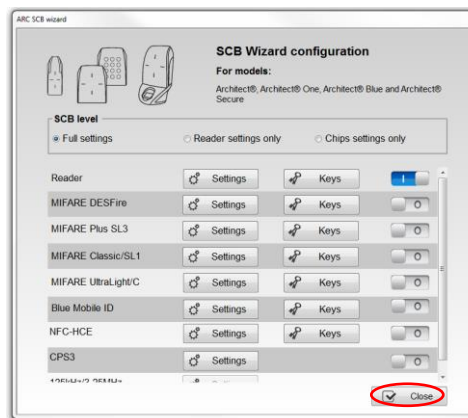 ARC SCB wizard
SCB Wizard configuration
For models:
Architect®, Architect® One, Architect® Blue and Architect®
Secure
SCB level
Full settings Reader settings only Chips settings only
Reader Settings Keys I
MIFARE DESFire Settings Keys O
MIFARE Plus SL3 Settings Keys O
MIFARE Classic/SL1 Settings Keys O
MIFARE UltraLight/C Settings Keys O
Blue Mobile ID Settings Keys O
NFC-HCE Settings Keys O
CPS3 Settings O
125kHz/3.25MHz
Close